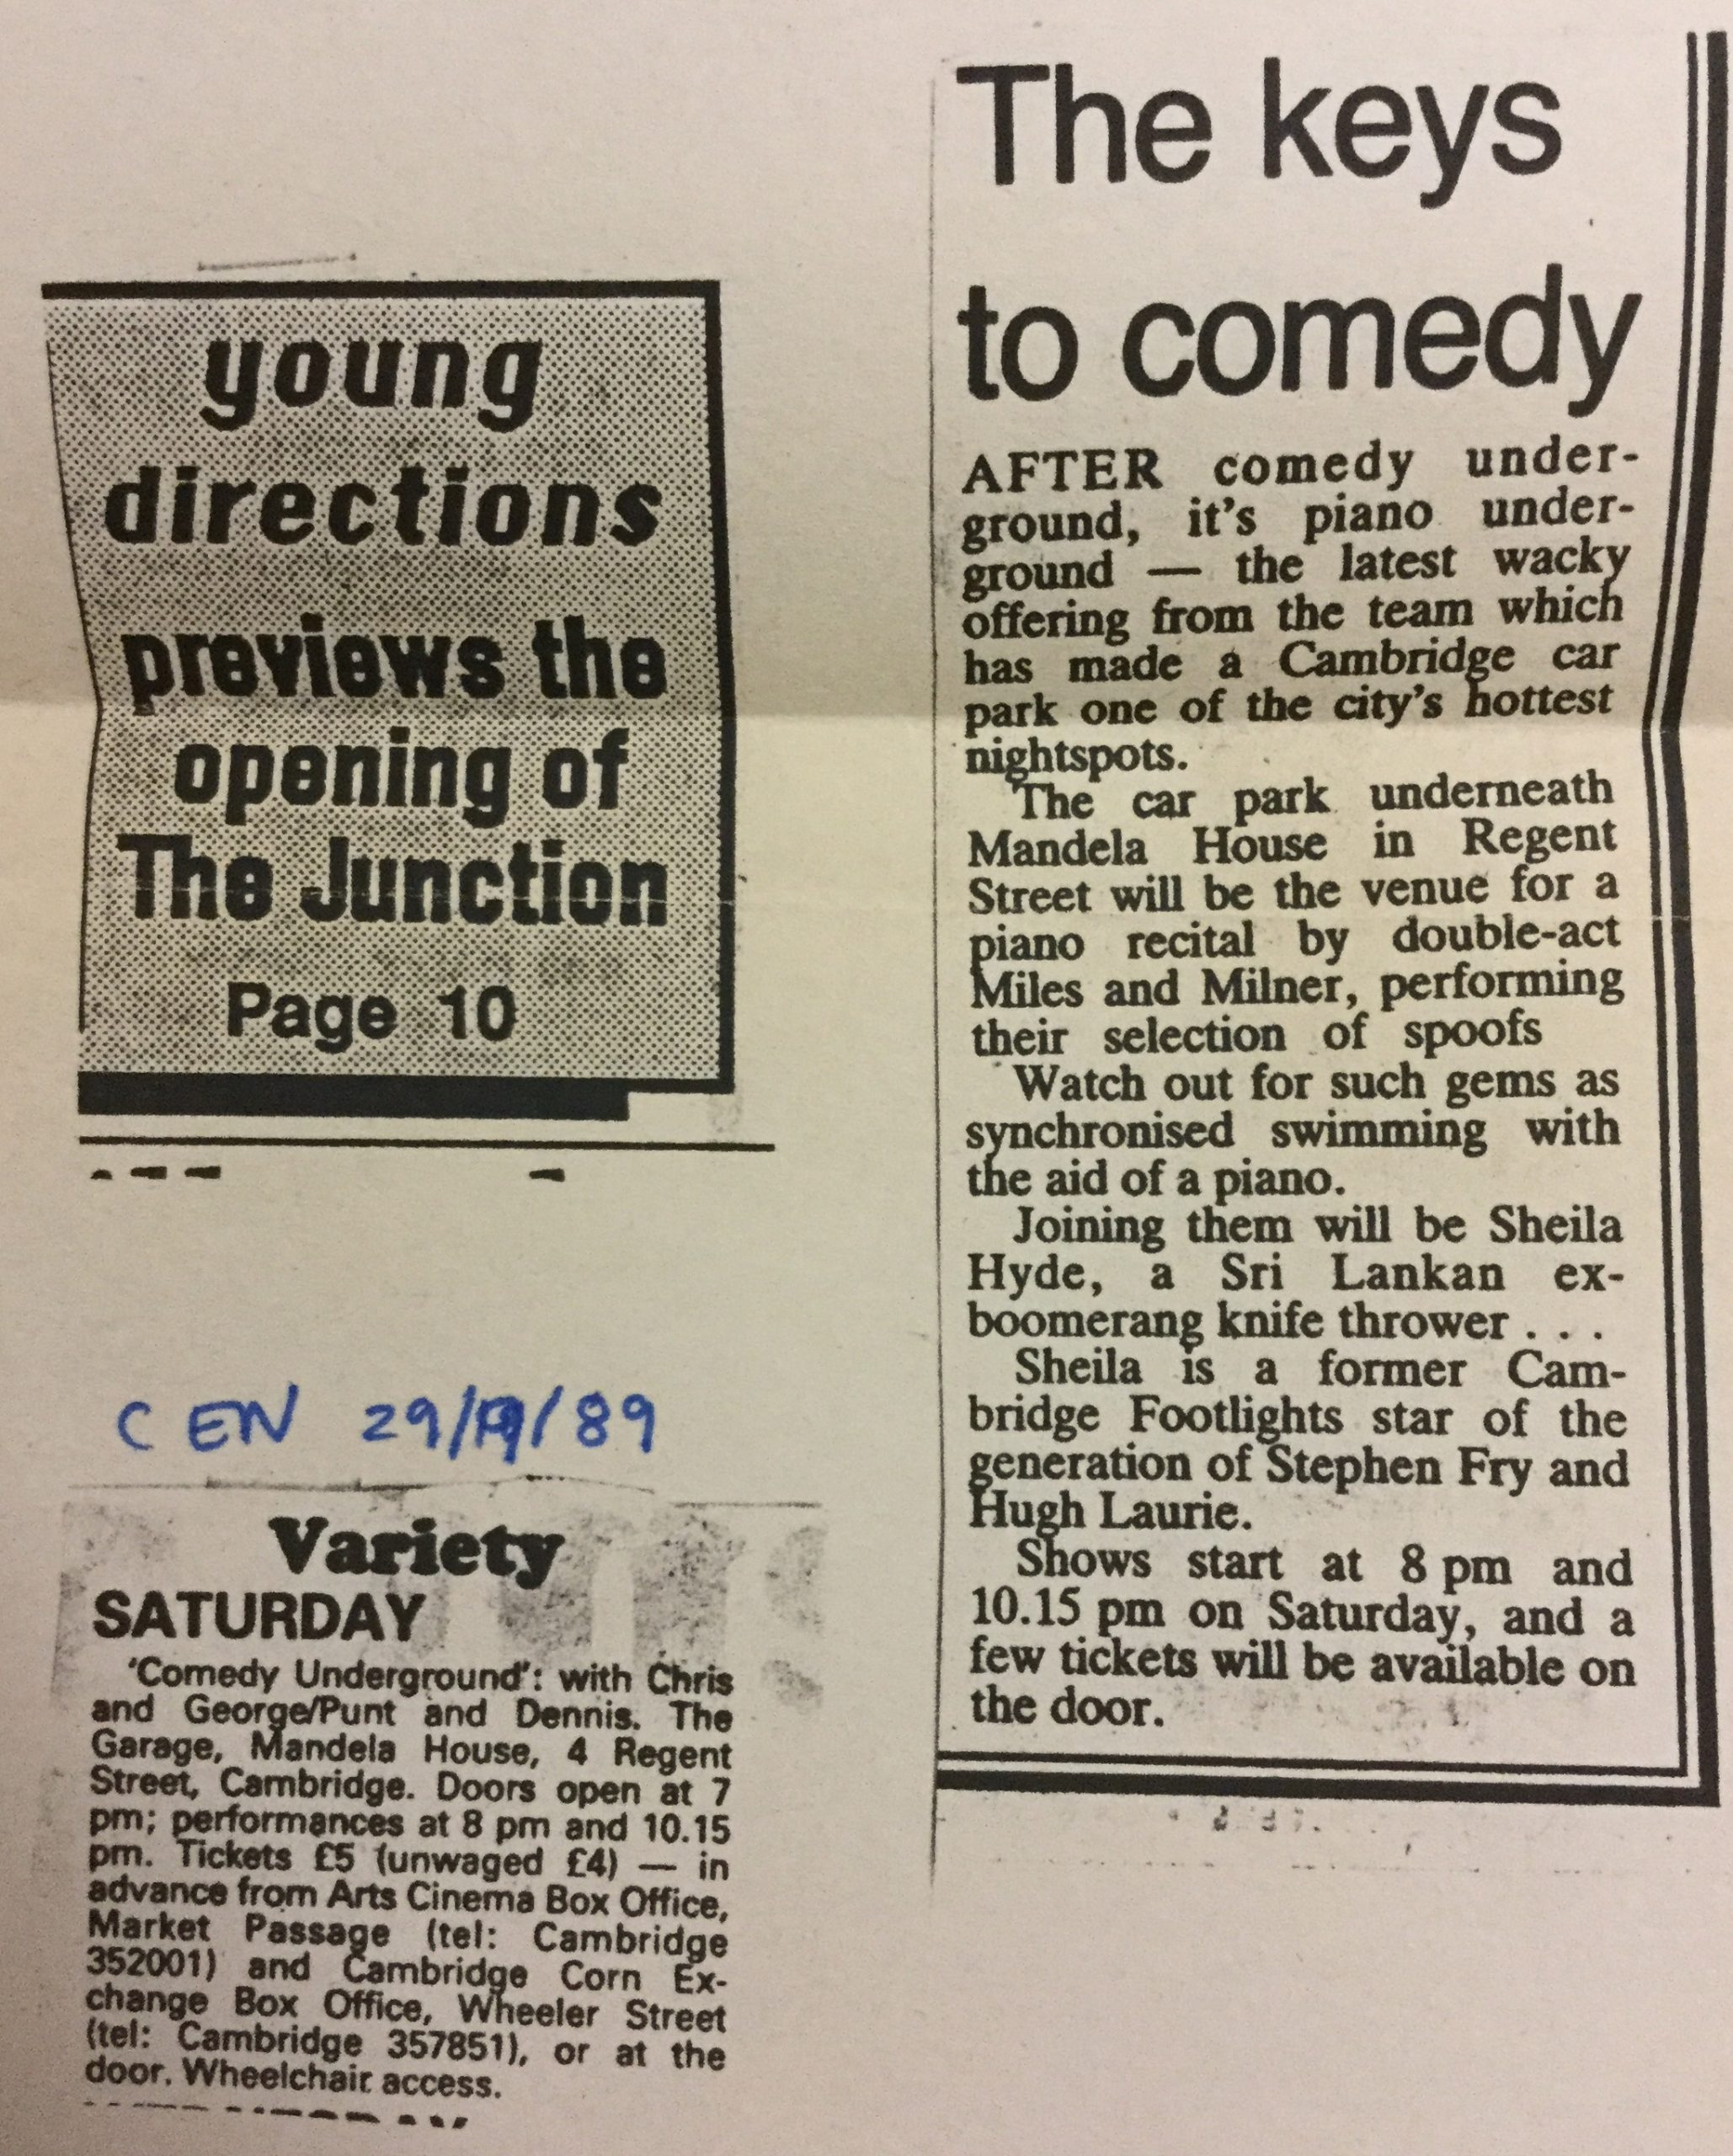 young
directions
previews the
opening of
The Junction
Page 10
CEN 29/9/89
Variety
SATURDAY
'Comedy Underground': with Chris
and George/Punt and Dennis. The
Garage, Mandela House, 4 Regent
Street, Cambridge. Doors open at 7
pm; performances at 8 pm and 10.15
pm. Tickets £5 (unwaged £4) — in
advance from Arts Cinema Box Office,
Market Passage (tel: Cambridge
352001) and Cambridge Corn Ex-
change Box Office, Wheeler Street
(tel: Cambridge 357851), or at the
door. Wheelchair access.
The keys
to comedy
AFTER comedy under-
ground, it's piano under-
ground — the latest wacky
offering from the team which
has made a Cambridge car
park one of the city's hottest
nightspots.
The car park underneath
Mandela House in Regent
Street will be the venue for a
piano recital by double-act
Miles and Milner, performing
their selection of spoofs
Watch out for such gems as
synchronised swimming with
the aid of a piano.
Joining them will be Sheila
Hyde, a Sri Lankan ex-
boomerang knife thrower . . .
Sheila is a former Cam-
bridge Footlights star of the
generation of Stephen Fry and
Hugh Laurie.
Shows start at 8 pm and
10.15 pm on Saturday, and a
few tickets will be available on
the door.